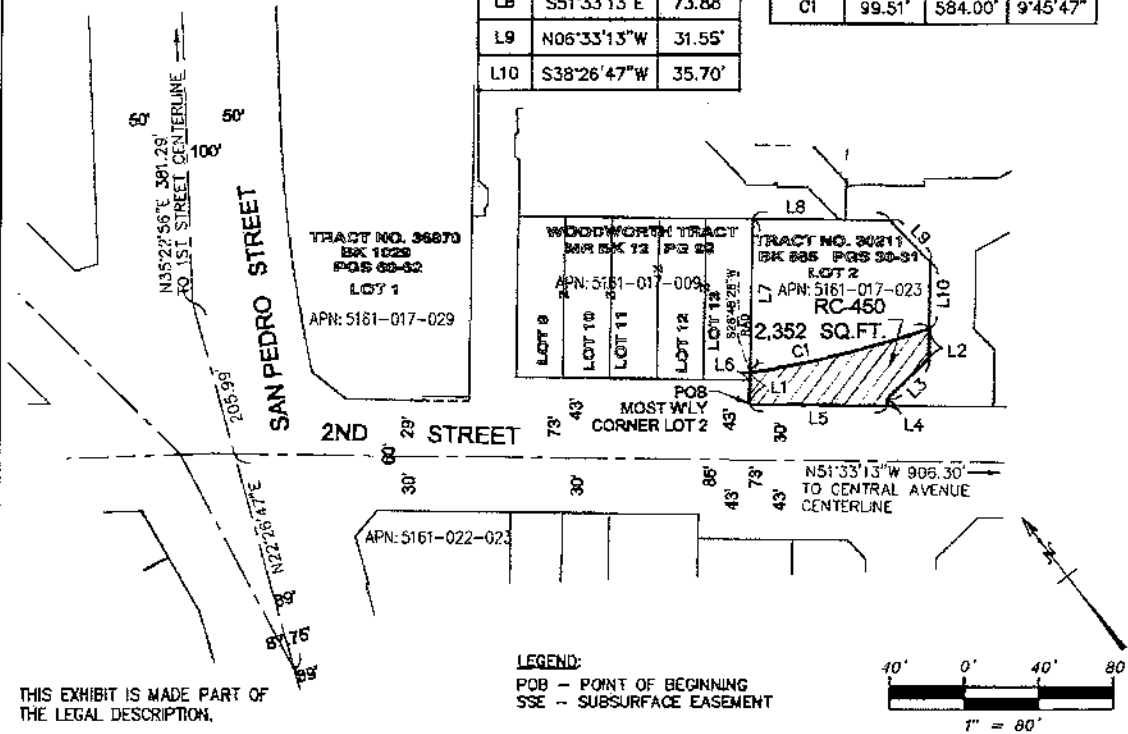 L8 S51°33'13"E 73.88'
L9 N06°33'13"W 31.55'
L10 S38°26'47"W 35.70'
C1 99.51' 584.00' 9°45'47"
50'
50'
100'
N35°22'56"E 381.29'
TO 1ST STREET CENTERLINE
SAN PEDRO STREET
205.99'
N22°26'47"E
89'
87.75'
89'
TRACT NO. 36870
BK 1029
PGS 60-62
LOT 1
APN: 5161-017-029
WOODWORTH TRACT
MR BK 12 PG 22
APN: 5161-017-009
LOT 9
LOT 10
LOT 11
LOT 12
LOT 13
RAD
L8
L9
TRACT NO. 30211
BK 885 PGS 30-31
LOT 2
APN: 5161-017-023
RC-450
2,352 SQ.FT.
L7
L10
C1
L2
L6
L1
L3
L4
L5
POB
MOST W'LY
CORNER LOT 2
2ND STREET
29'
60'
30'
73'
43'
30'
43'
30'
86'
43'
73'
43'
N51°33'13"W 906.30'
TO CENTRAL AVENUE
CENTERLINE
APN: 5161-022-023
N
LEGEND:
POB - POINT OF BEGINNING
SSE - SUBSURFACE EASEMENT
THIS EXHIBIT IS MADE PART OF
THE LEGAL DESCRIPTION.
40' 0' 40' 80
1" = 80'